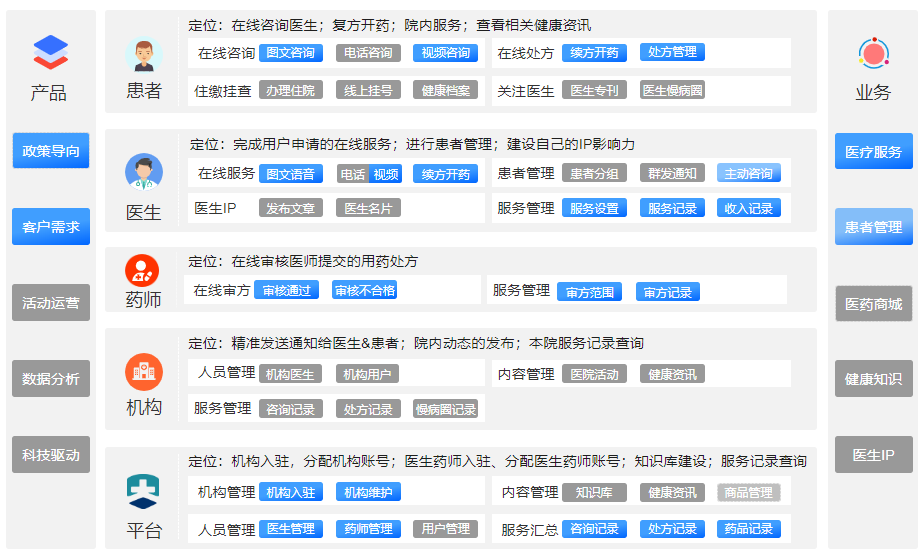 产品
政策导向
客户需求
活动运营
数据分析
科技驱动
患者
定位：在线咨询医生；复方开药；院内服务；查看相关健康资讯
在线咨询 图文咨询 电话咨询 视频咨询 在线处方 续方开药 处方管理
住缴挂查 办理住院 线上挂号 健康档案 关注医生 医生专刊 医生慢病圈
医生
定位：完成用户申请的在线服务；进行患者管理；建设自己的IP影响力
在线服务 图文语音 电话 视频 续方开药 患者管理 患者分组 群发通知 主动咨询
医生IP 发布文章 医生名片 服务管理 服务设置 服务记录 收入记录
药师
定位：在线审核医师提交的用药处方
在线审方 审核通过 审核不合格 服务管理 审方范围 审方记录
机构
定位：精准发送通知给医生&患者；院内动态的发布；本院服务记录查询
人员管理 机构医生 机构用户 内容管理 医院活动 健康资讯
服务管理 咨询记录 处方记录 慢病圈记录
平台
定位：机构入驻，分配机构账号；医生药师入驻、分配医生药师账号；知识库建设；服务记录查询
机构管理 机构入驻 机构维护 内容管理 知识库 健康资讯 商品管理
人员管理 医生管理 药师管理 用户管理 服务汇总 咨询记录 处方记录 药品记录
业务
医疗服务
患者管理
医药商城
健康知识
医生IP